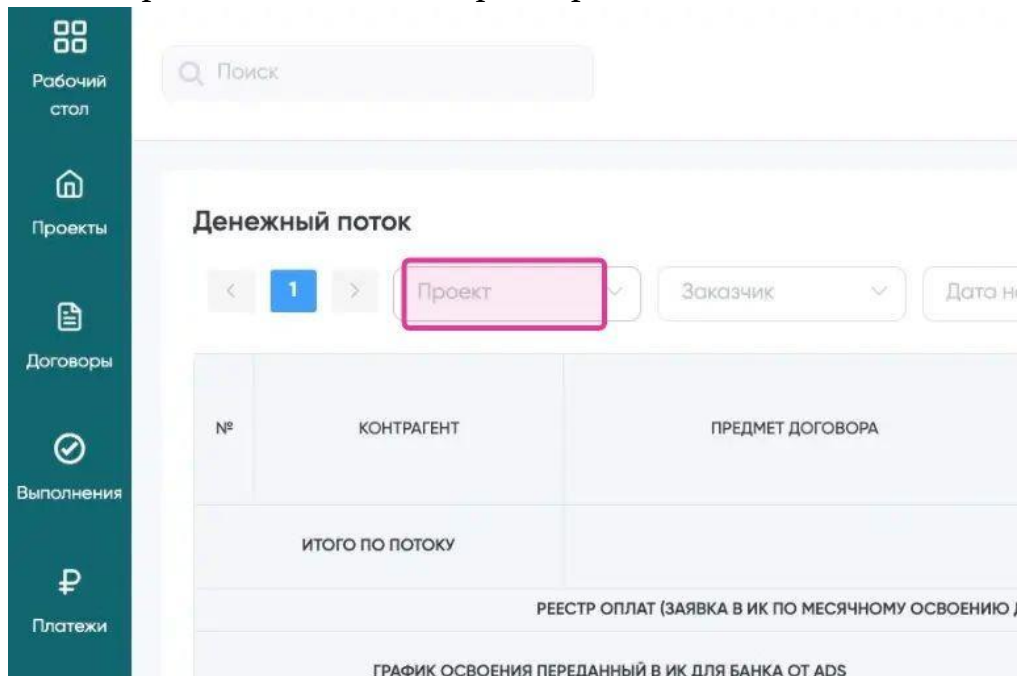 Рабочий
стол
Поиск
Проекты
Денежный поток
1
Проект
Заказчик
Дата
Договоры
№
КОНТРАГЕНТ
ПРЕДМЕТ ДОГОВОРА
Выполнения
ИТОГО ПО ПОТОКУ
РЕЕСТР ОПЛАТ (ЗАЯВКА В ИК ПО МЕСЯЧНОМУ ОСВОЕНИЮ
Платежи
ГРАФИК ОСВОЕНИЯ ПЕРЕДАННЫЙ В ИК ДЛЯ БАНКА ОТ ADS